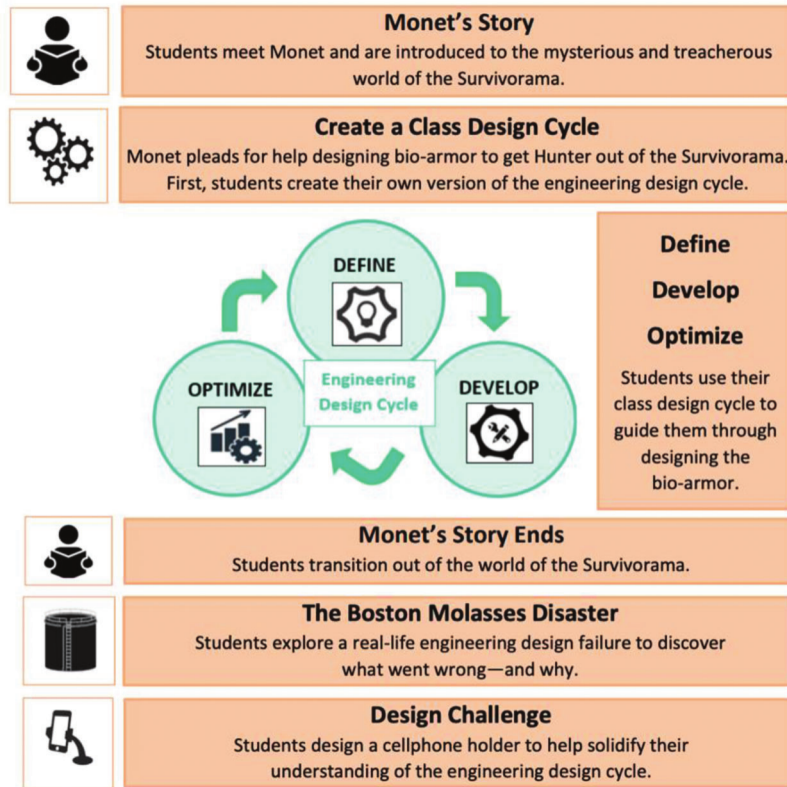 Monet’s Story
Students meet Monet and are introduced to the mysterious and treacherous
world of the Survivorama.
Create a Class Design Cycle
Monet pleads for help designing bio-armor to get Hunter out of the Survivorama.
First, students create their own version of the engineering design cycle.
DEFINE
OPTIMIZE
Engineering
Design Cycle
DEVELOP
Define
Develop
Optimize
Students use their
class design cycle to
guide them through
designing the
bio-armor.
Monet’s Story Ends
Students transition out of the world of the Survivorama.
The Boston Molasses Disaster
Students explore a real-life engineering design failure to discover
what went wrong—and why.
Design Challenge
Students design a cellphone holder to help solidify their
understanding of the engineering design cycle.